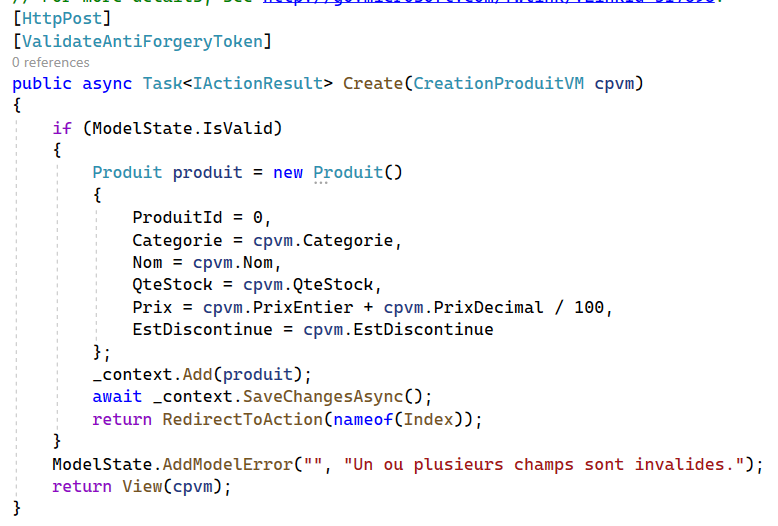 [HttpPost]
[ValidateAntiForgeryToken]
0 references
public async Task<IActionResult> Create(CreationProduitVM cpvm)
{
if (ModelState.IsValid)
{
Produit produit = new Produit()
{
ProduitId = 0,
Categorie = cpvm.Categorie,
Nom = cpvm.Nom,
QteStock = cpvm.QteStock,
Prix = cpvm.PrixEntier + cpvm.PrixDecimal / 100,
EstDiscontinue = cpvm.EstDiscontinue
};
_context.Add(produit);
await _context.SaveChangesAsync();
return RedirectToAction(nameof(Index));
}
ModelState.AddModelError("", "Un ou plusieurs champs sont invalides.");
return View(cpvm);
}